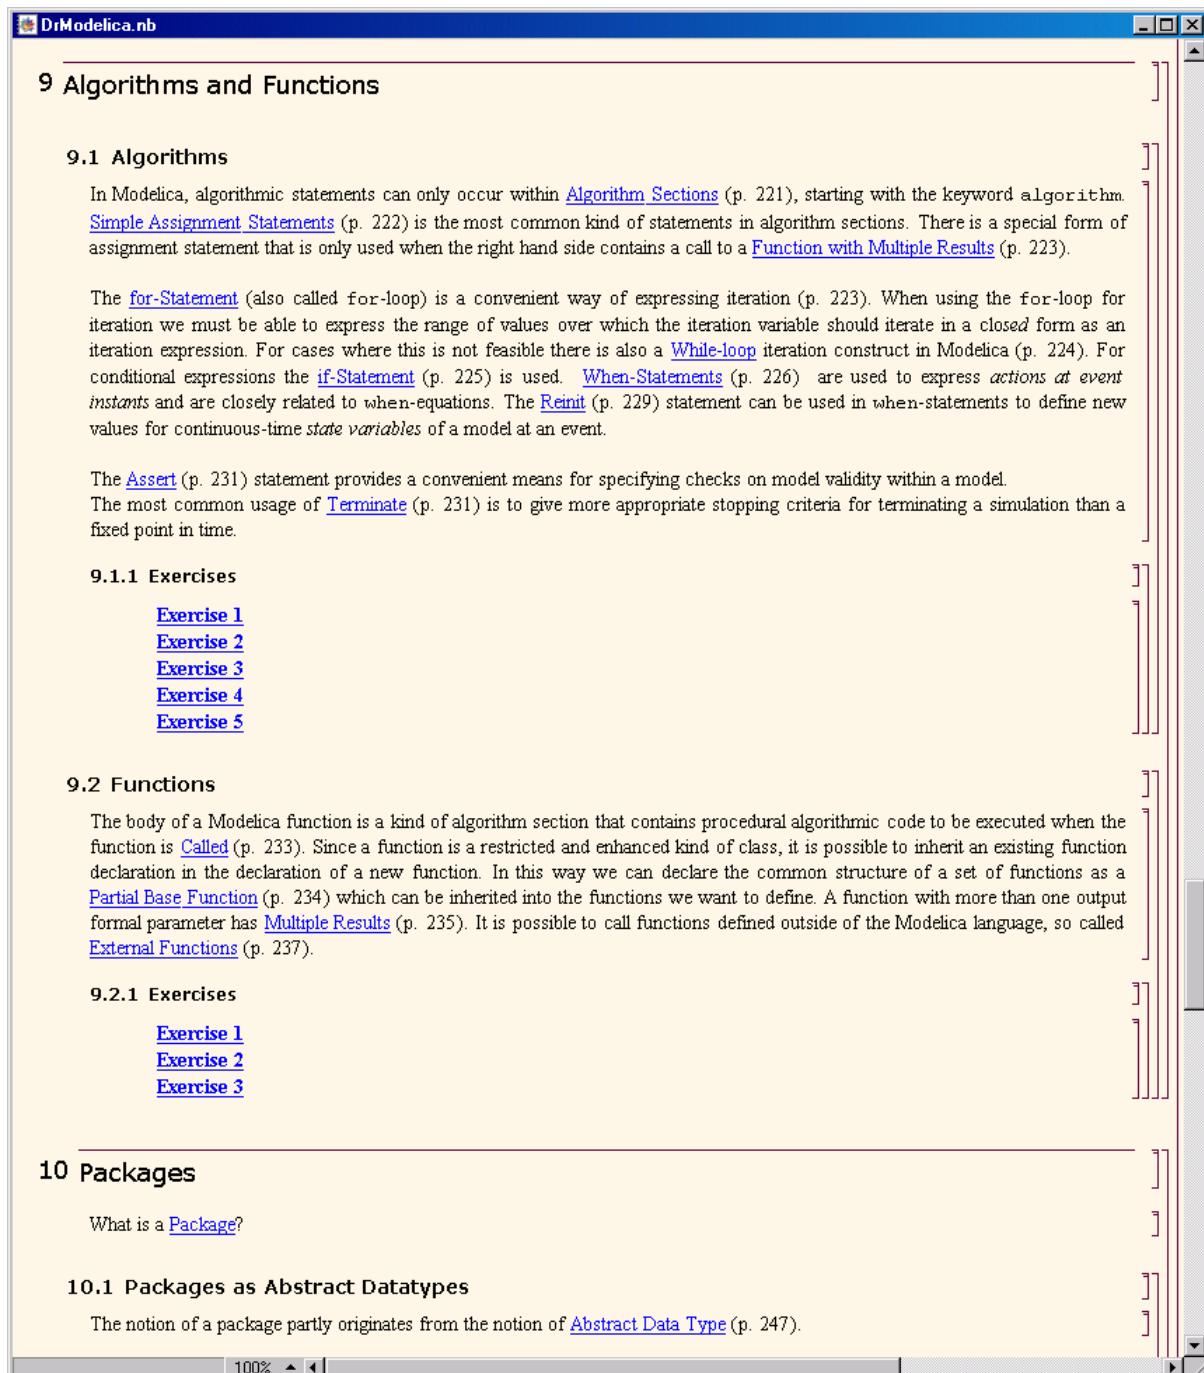 DrModelica.nb
9 Algorithms and Functions
9.1 Algorithms
In Modelica, algorithmic statements can only occur within Algorithm Sections (p. 221), starting with the keyword algorithm.
Simple Assignment Statements (p. 222) is the most common kind of statements in algorithm sections. There is a special form of
assignment statement that is only used when the right hand side contains a call to a Function with Multiple Results (p. 223).
The for-Statement (also called for-loop) is a convenient way of expressing iteration (p. 223). When using the for-loop for
iteration we must be able to express the range of values over which the iteration variable should iterate in a closed form as an
iteration expression. For cases where this is not feasible there is also a While-loop iteration construct in Modelica (p. 224). For
conditional expressions the if-Statement (p. 225) is used. When-Statements (p. 226) are used to express actions at event
instants and are closely related to when-equations. The Reinit (p. 229) statement can be used in when-statements to define new
values for continuous-time state variables of a model at an event.
The Assert (p. 231) statement provides a convenient means for specifying checks on model validity within a model.
The most common usage of Terminate (p. 231) is to give more appropriate stopping criteria for terminating a simulation than a
fixed point in time.
9.1.1 Exercises
Exercise 1
Exercise 2
Exercise 3
Exercise 4
Exercise 5
9.2 Functions
The body of a Modelica function is a kind of algorithm section that contains procedural algorithmic code to be executed when the
function is Called (p. 233). Since a function is a restricted and enhanced kind of class, it is possible to inherit an existing function
declaration in the declaration of a new function. In this way we can declare the common structure of a set of functions as a
Partial Base Function (p. 234) which can be inherited into the functions we want to define. A function with more than one output
formal parameter has Multiple Results (p. 235). It is possible to call functions defined outside of the Modelica language, so called
External Functions (p. 237).
9.2.1 Exercises
Exercise 1
Exercise 2
Exercise 3
10 Packages
What is a Package?
10.1 Packages as Abstract Datatypes
The notion of a package partly originates from the notion of Abstract Data Type (p. 247).
100%